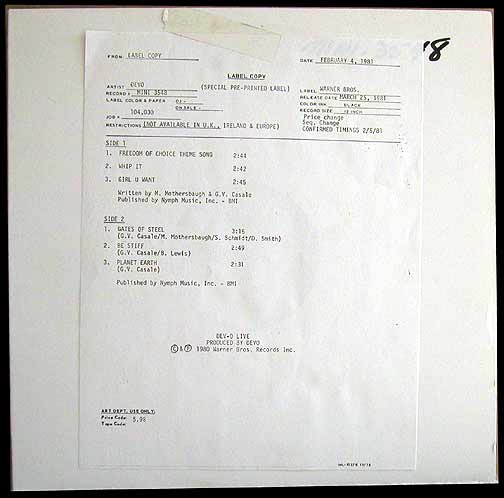 8
FROM: LABEL COPY DATE FEBRUARY 4, 1981
LABEL COPY
ARTIST DEVO (SPECIAL PRE-PRINTED LABEL) LABEL WARNER BROS.
RECORD # MINI 3548 RELEASE DATE MARCH 25, 1981
LABEL COLOR & PAPER DJ - COLOR INK BLACK
ON SALE - RECORD SIZE 12 INCH
JOB # 104,030 Price change
Seq. Change
RESTRICTIONS (NOT AVAILABLE IN U.K., IRELAND & EUROPE) CONFIRMED TIMINGS 2/5/81
SIDE 1
1. FREEDOM OF CHOICE THEME SONG 2:44
2. WHIP IT 2:42
3. GIRL U WANT 2:45
Written by M. Mothersbaugh & G.V. Casale
Published by Nymph Music, Inc. - BMI
SIDE 2
1. GATES OF STEEL 3:15
(G.V. Casale/M. Mothersbaugh/S. Schmidt/D. Smith)
2. BE STIFF 2:49
(G.V. Casale/B. Lewis)
3. PLANET EARTH 2:31
(G.V. Casale)
Published by Nymph Music, Inc. - BMI
DEV-O LIVE
PRODUCED BY DEVO
© & ℗ 1980 Warner Bros. Records Inc.
ART DEPT. USE ONLY:
Price Code: 5.98
Tape Code: